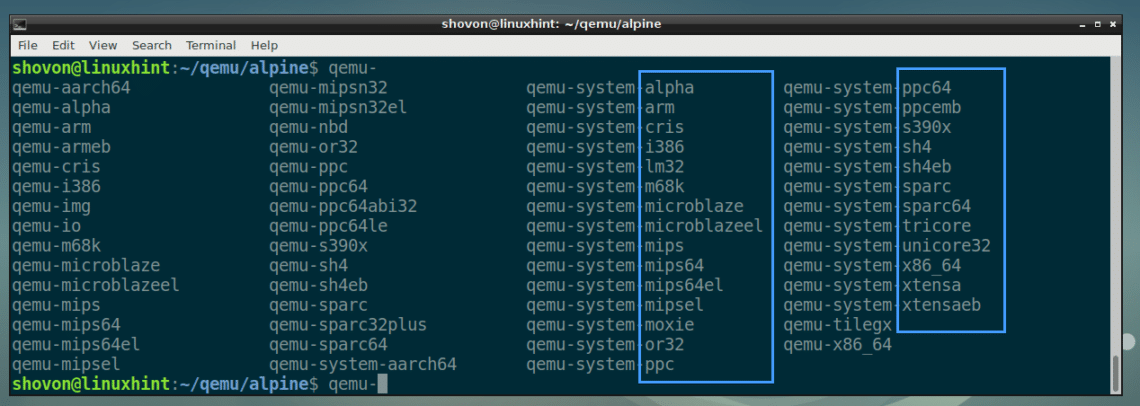 shovon@linuxhint: ~/qemu/alpine
File Edit View Search Terminal Help
shovon@linuxhint:~/qemu/alpine$ qemu-
qemu-aarch64 qemu-mipsn32 qemu-system-alpha qemu-system-ppc64
qemu-alpha qemu-mipsn32el qemu-system-arm qemu-system-ppcemb
qemu-arm qemu-nbd qemu-system-cris qemu-system-s390x
qemu-armeb qemu-or32 qemu-system-i386 qemu-system-sh4
qemu-cris qemu-ppc qemu-system-lm32 qemu-system-sh4eb
qemu-i386 qemu-ppc64 qemu-system-m68k qemu-system-sparc
qemu-img qemu-ppc64abi32 qemu-system-microblaze qemu-system-sparc64
qemu-io qemu-ppc64le qemu-system-microblazeel qemu-system-tricore
qemu-m68k qemu-s390x qemu-system-mips qemu-system-unicore32
qemu-microblaze qemu-sh4 qemu-system-mips64 qemu-system-x86_64
qemu-microblazeel qemu-sh4eb qemu-system-mips64el qemu-system-xtensa
qemu-mips qemu-sparc qemu-system-mipsel qemu-system-xtensaeb
qemu-mips64 qemu-sparc32plus qemu-system-moxie qemu-tilegx
qemu-mips64el qemu-sparc64 qemu-system-or32 qemu-x86_64
qemu-mipsel qemu-system-aarch64 qemu-system-ppc
shovon@linuxhint:~/qemu/alpine$ qemu-